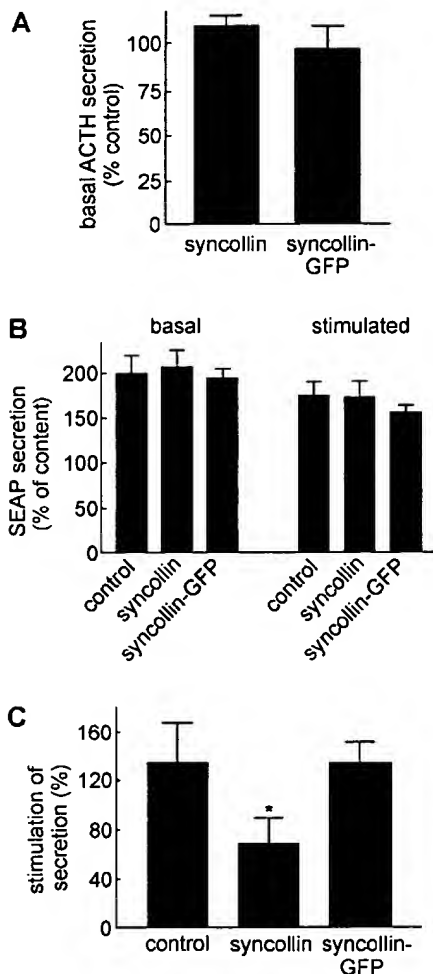 A
basal ACTH secretion
(% control)
100
75
25
0
syncollin
syncollin-
GFP
B
basal
stimulated
SEAP secretion
(% of content)
200
150
100
50
0
control
syncollin
syncollin-GFP
control
syncollin
syncollin-GFP
C
stimulation of
secretion (%)
160
120
80
40
0
control
*
syncollin
syncollin-
GFP